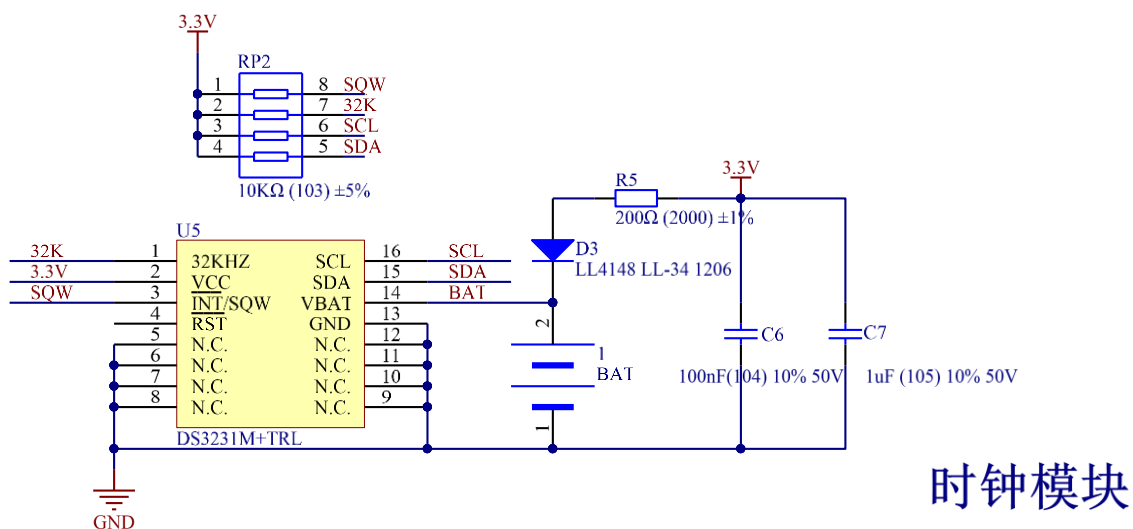 3.3V
RP2
1 8 SQW
2 7 32K
3 6 SCL
4 5 SDA
10KΩ (103) ±5%
3.3V
R5
200Ω (2000) ±1%
U5
32K 1 32KHZ SCL 16 SCL
3.3V 2 VCC SDA 15 SDA
SQW 3 INT/SQW VBAT 14 BAT
4 RST GND 13
5 N.C. N.C. 12
6 N.C. N.C. 11
7 N.C. N.C. 10
8 N.C. N.C. 9
DS3231M+TRL
D3
LL4148 LL-34 1206
2
1
BAT
1
C6
100nF(104) 10% 50V
C7
1uF (105) 10% 50V
GND
时钟模块